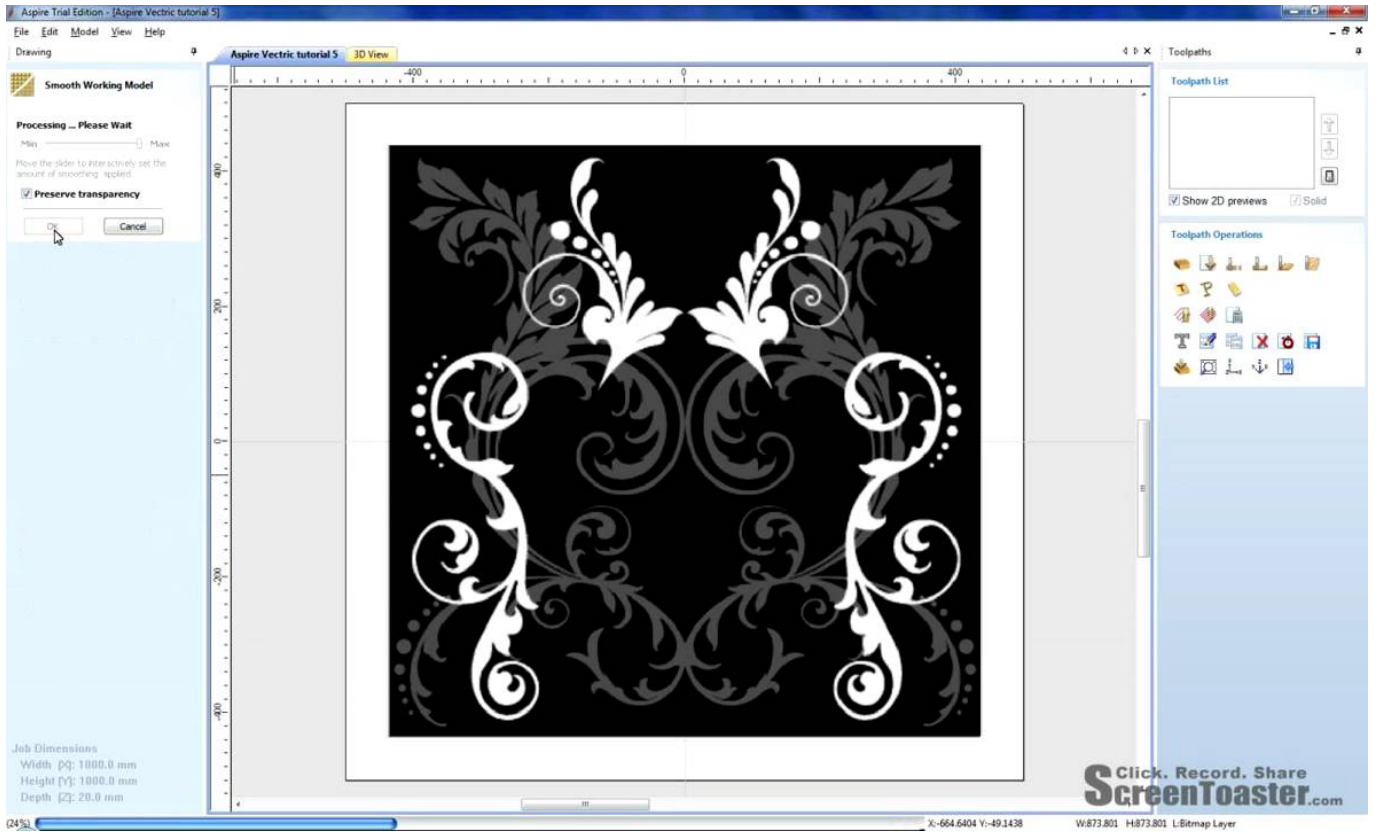 Aspire Trial Edition - [Aspire Vectric tutorial 5]
File Edit Model View Help
Drawing
Aspire Vectric tutorial 5 3D View
Toolpaths
-400 0 400
Smooth Working Model
Toolpath List
Processing ... Please Wait
Min Max
Move the slider to interactively set the
amount of smoothing applied.
Preserve transparency
OK Cancel
Show 2D previews Solid
Toolpath Operations
400
200
0
-200
-400
Job Dimensions
Width [X]: 1000.0 mm
Height [Y]: 1000.0 mm
Depth [Z]: 20.0 mm
Click. Record. Share
ScreenToaster.com
(24%) X:-664.6404 Y:-49.1438 W:873.801 H:873.801 L:Bitmap Layer